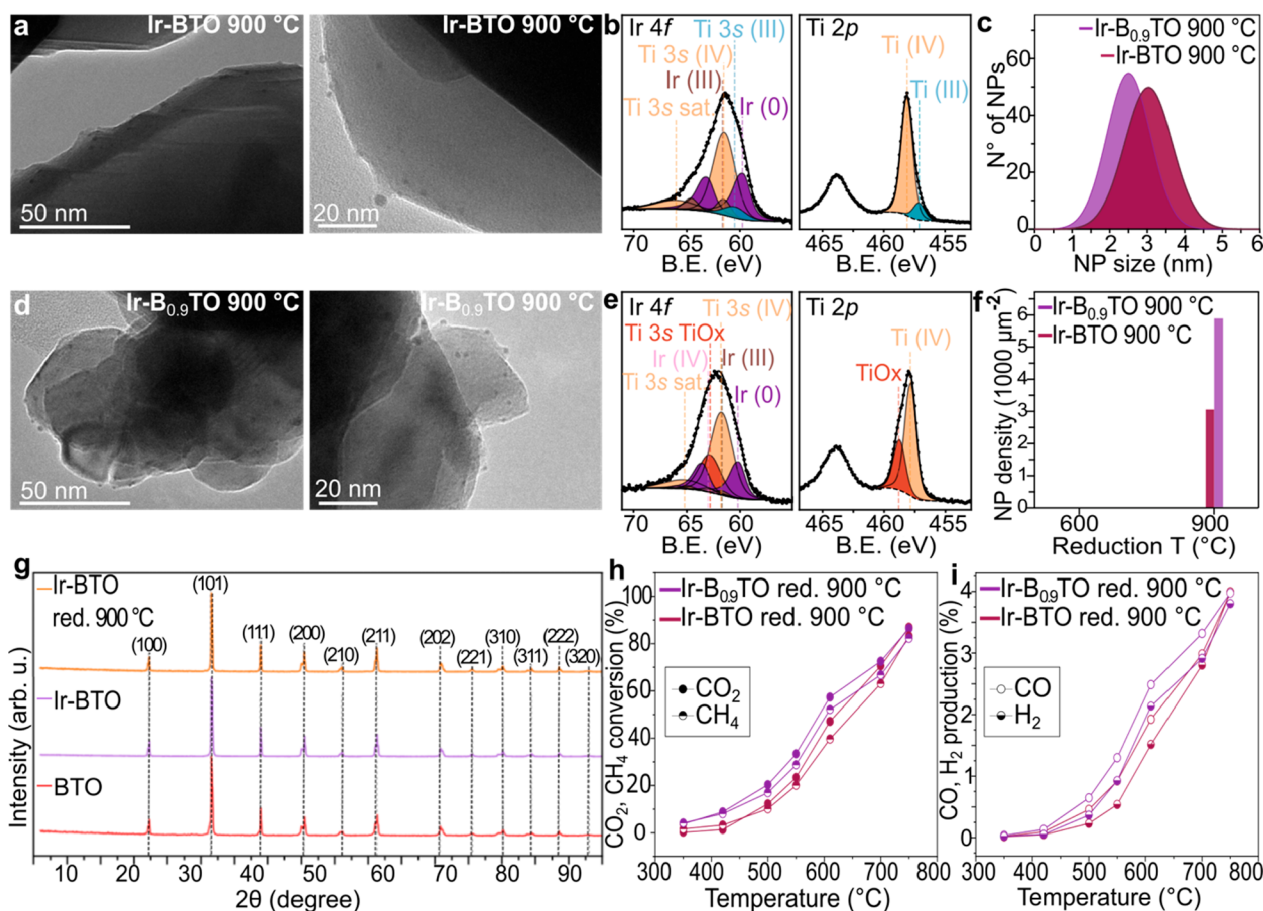 a
Ir-BTO 900 °C
50 nm
Ir-BTO 900 °C
20 nm
b
Ir 4f
Ti 3s (III)
Ti 3s (IV)
Ir (III)
Ti 3s sat.
Ir (0)
70 65 60
B.E. (eV)
Ti 2p
Ti (IV)
Ti (III)
465 460 455
B.E. (eV)
c
Ir-B0.9TO 900 °C
Ir-BTO 900 °C
N° of NPs
60
40
20
0
0 1 2 3 4 5 6
NP size (nm)
d
Ir-B0.9TO 900 °C
50 nm
Ir-B0.9TO 900 °C
20 nm
e
Ir 4f
Ti 3s (IV)
Ti 3s TiOx
Ir (IV)
Ir (III)
Ti 3s sat.
Ir (0)
70 65 60
B.E. (eV)
Ti 2p
Ti (IV)
TiOx
465 460 455
B.E. (eV)
f
Ir-B0.9TO 900 °C
Ir-BTO 900 °C
NP density (1000 µm⁻²)
6
5
4
3
2
1
0
600 900
Reduction T (°C)
g
Ir-BTO
red. 900 °C
Ir-BTO
BTO
(100)
(101)
(111)
(200)
(210)
(211)
(202)
(221)
(310)
(311)
(222)
(320)
Intensity (arb. u.)
10 20 30 40 50 60 70 80 90
2θ (degree)
h
Ir-B0.9TO red. 900 °C
Ir-BTO red. 900 °C
CO2
CH4
CO2, CH4 conversion (%)
100
80
60
40
20
0
300 400 500 600 700 800
Temperature (°C)
i
Ir-B0.9TO red. 900 °C
Ir-BTO red. 900 °C
CO
H2
CO, H2 production (%)
4
3
2
1
0
300 400 500 600 700 800
Temperature (°C)